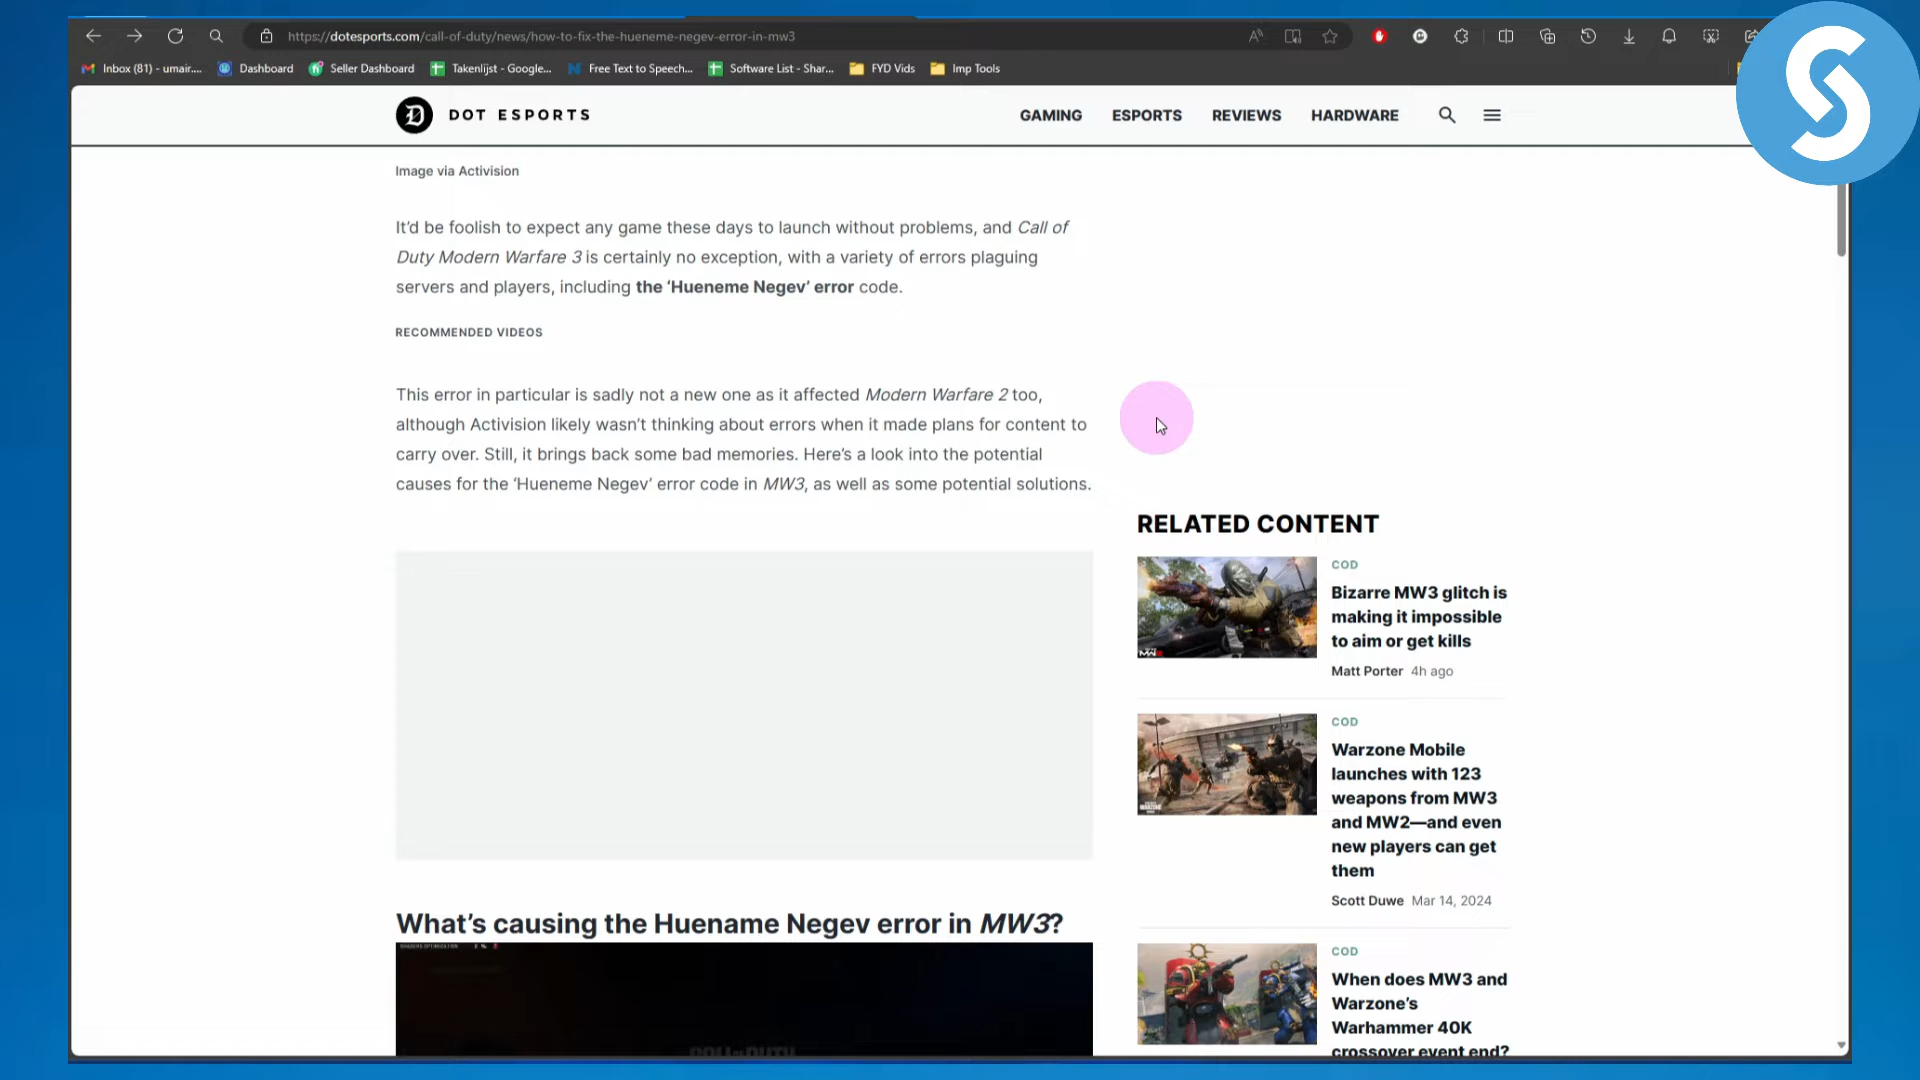 https://dotesports.com/call-of-duty/news/how-to-fix-the-hueneme-negev-error-in-mw3
Inbox (81) - umair....
Dashboard
Seller Dashboard
Takenlijst - Google...
Free Text to Speech...
Software List - Shar...
FYD Vids
Imp Tools
DOT ESPORTS
GAMING
ESPORTS
REVIEWS
HARDWARE
Image via Activision
It'd be foolish to expect any game these days to launch without problems, and Call of
Duty Modern Warfare 3 is certainly no exception, with a variety of errors plaguing
servers and players, including the ‘Hueneme Negev’ error code.
RECOMMENDED VIDEOS
This error in particular is sadly not a new one as it affected Modern Warfare 2 too,
although Activision likely wasn’t thinking about errors when it made plans for content to
carry over. Still, it brings back some bad memories. Here’s a look into the potential
causes for the ‘Hueneme Negev’ error code in MW3, as well as some potential solutions.
What’s causing the Huename Negev error in MW3?
RELATED CONTENT
COD
Bizarre MW3 glitch is
making it impossible
to aim or get kills
Matt Porter 4h ago
COD
Warzone Mobile
launches with 123
weapons from MW3
and MW2—and even
new players can get
them
Scott Duwe Mar 14, 2024
COD
When does MW3 and
Warzone’s
Warhammer 40K
crossover event end?